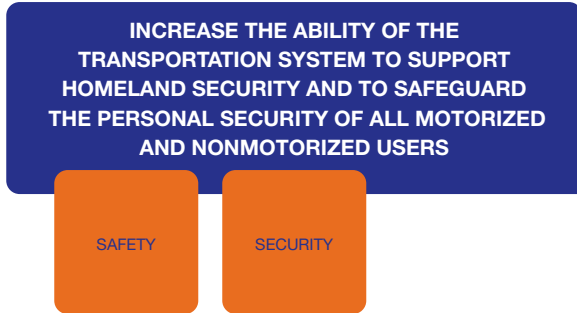 INCREASE THE ABILITY OF THE
TRANSPORTATION SYSTEM TO SUPPORT
HOMELAND SECURITY AND TO SAFEGUARD
THE PERSONAL SECURITY OF ALL MOTORIZED
AND NONMOTORIZED USERS
SAFETY
SECURITY